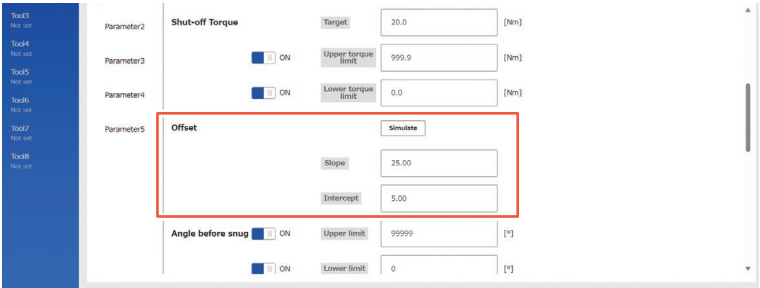 Tool3
Not set
Tool4
Not set
Tool5
Not set
Tool6
Not set
Tool7
Not set
Tool8
Not set
Parameter2
Parameter3
Parameter4
Parameter5
Shut-off Torque Target 20.0 [Nm]
ON Upper torque limit 999.9 [Nm]
ON Lower torque limit 0.0 [Nm]
Offset Simulate
Slope 25.00
Intercept 5.00
Angle before snug ON Upper limit 99999 [°]
ON Lower limit 0 [°]